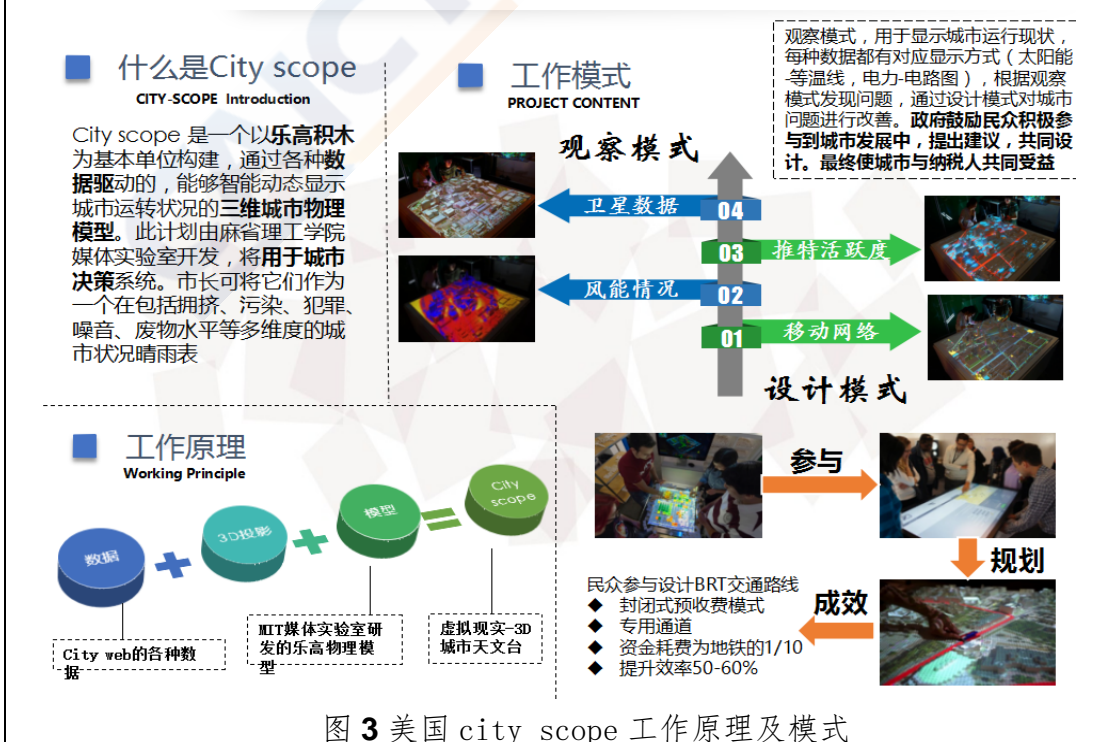 什么是City scope
CITY-SCOPE Introduction
City scope 是一个以乐高积木
为基本单位构建，通过各种数
据驱动的，能够智能动态显示
城市运转状况的三维城市物理
模型。此计划由麻省理工学院
媒体实验室开发，将用于城市
决策系统。市长可将它们作为
一个在包括拥挤、污染、犯罪、
噪音、废物水平等多维度的城
市状况晴雨表
工作模式
PROJECT CONTENT
观察模式，用于显示城市运行现状，
每种数据都有对应显示方式（太阳能
-等温线，电力-电路图），根据观察
模式发现问题，通过设计模式对城市
问题进行改善。政府鼓励民众积极参
与到城市发展中，提出建议，共同设
计。最终使城市与纳税人共同受益
观察模式
卫星数据 04
03 推特活跃度
风能情况 02
01 移动网络
设计模式
工作原理
Working Principle
数据
3D投影
模型
City
scope
City web的各种数
据
MIT媒体实验室研
发的乐高物理模
型
虚拟现实-3D
城市天文台
参与
规划
成效
民众参与设计BRT交通路线
◆ 封闭式预收费模式
◆ 专用通道
◆ 资金耗费为地铁的1/10
◆ 提升效率50-60%
图 3 美国 city scope 工作原理及模式